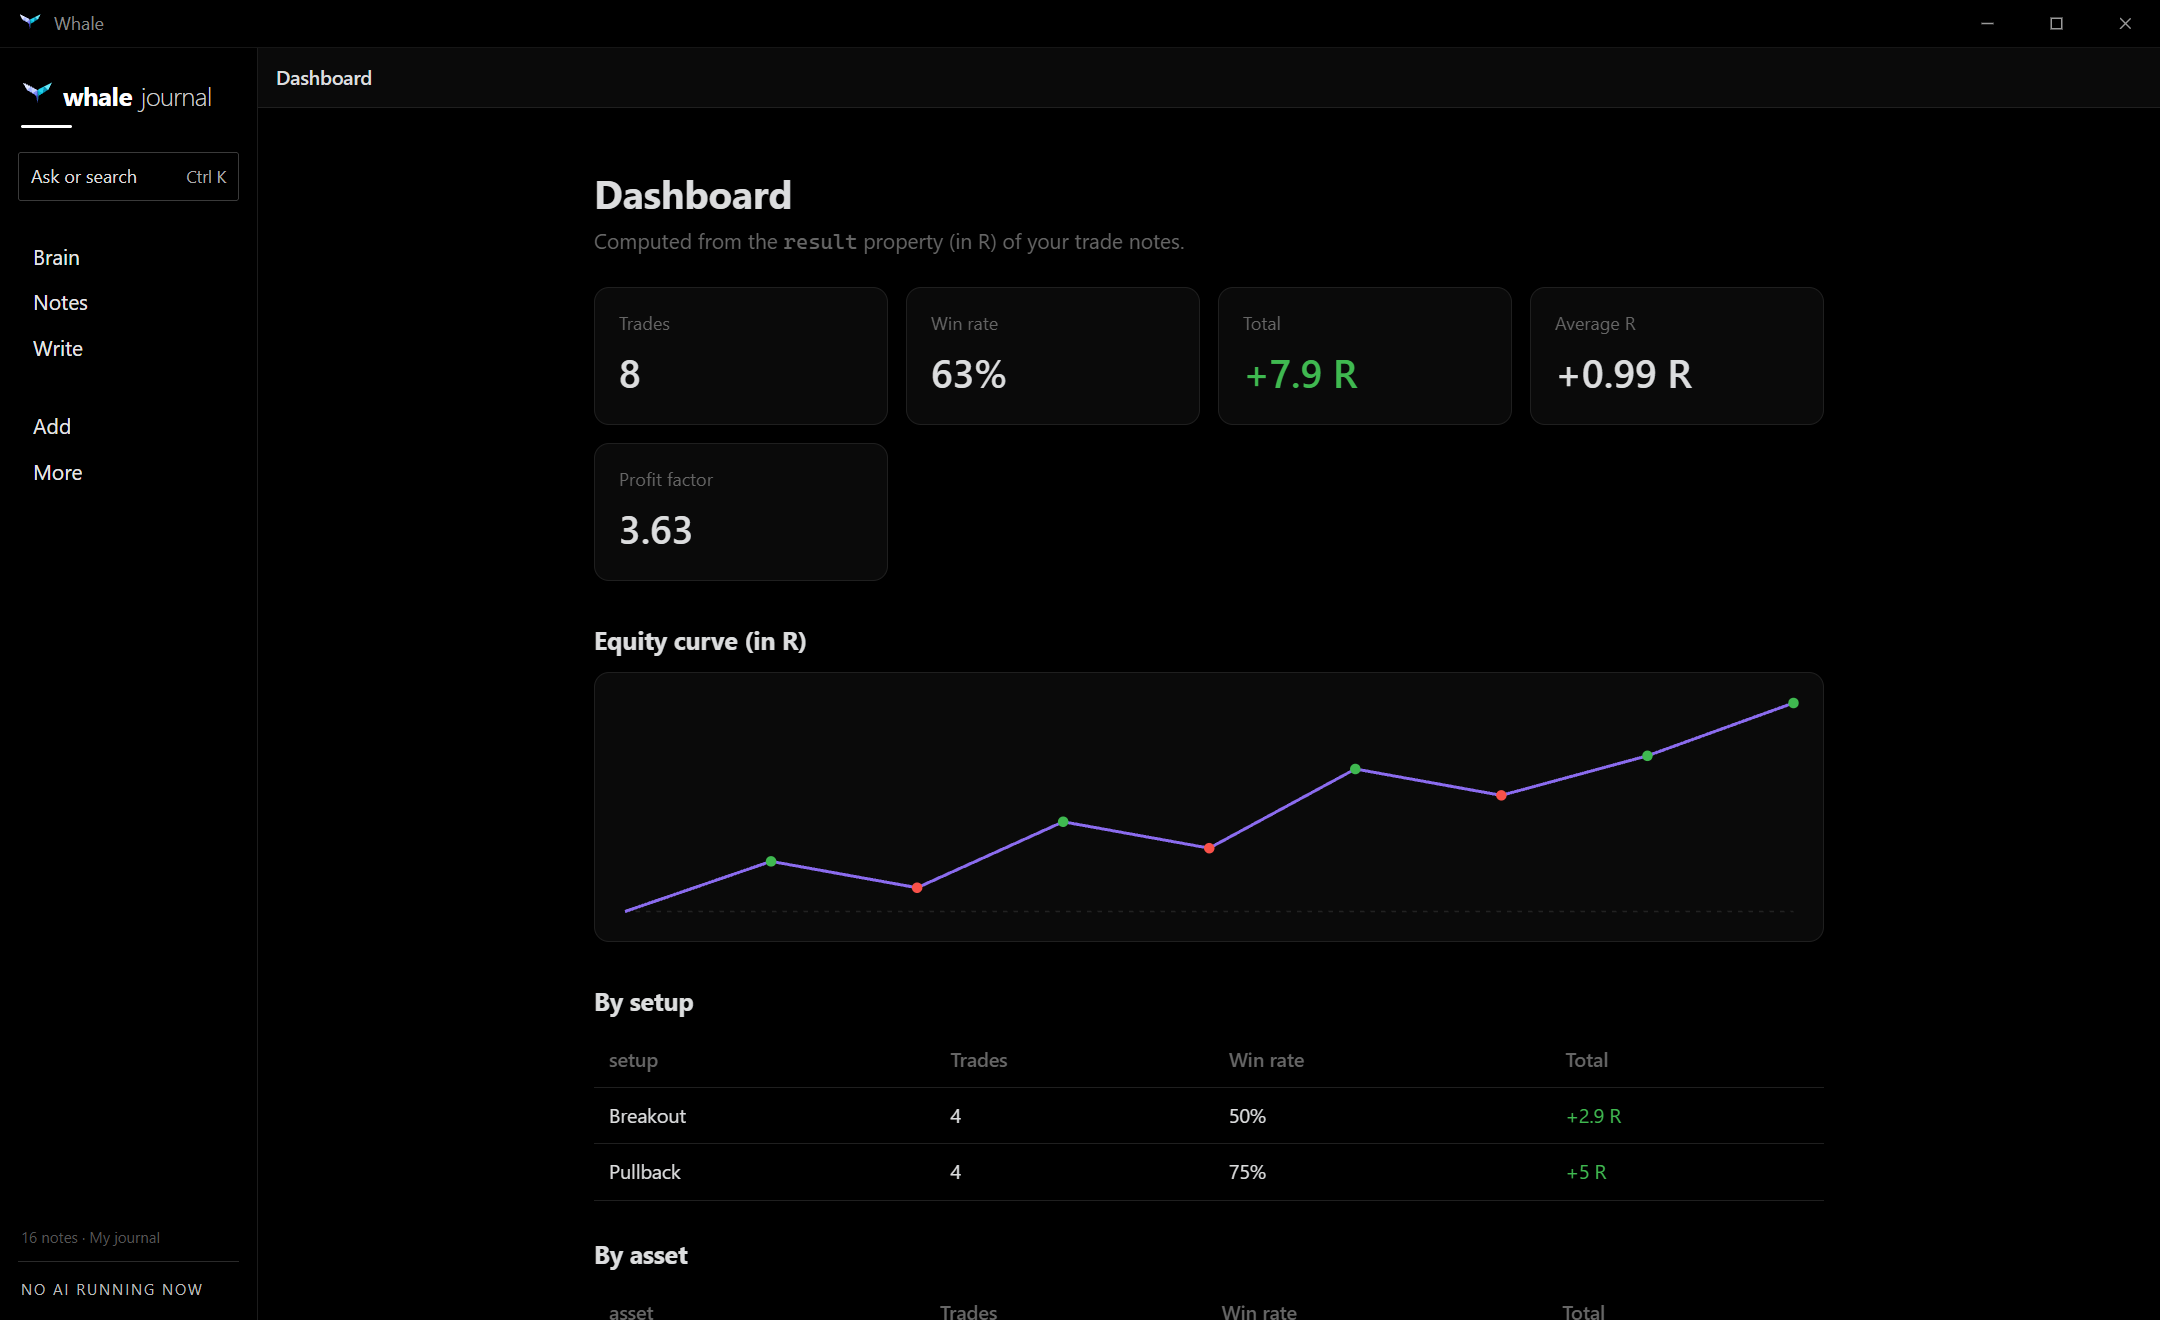 Whale
whale journal
Ask or search Ctrl K
Brain
Notes
Write
Add
More
16 notes · My journal
NO AI RUNNING NOW
Dashboard
Dashboard
Computed from the result property (in R) of your trade notes.
Trades
8
Win rate
63%
Total
+7.9 R
Average R
+0.99 R
Profit factor
3.63
Equity curve (in R)
By setup
setup Trades Win rate Total
Breakout 4 50% +2.9 R
Pullback 4 75% +5 R
By asset
asset Trades Win rate Total